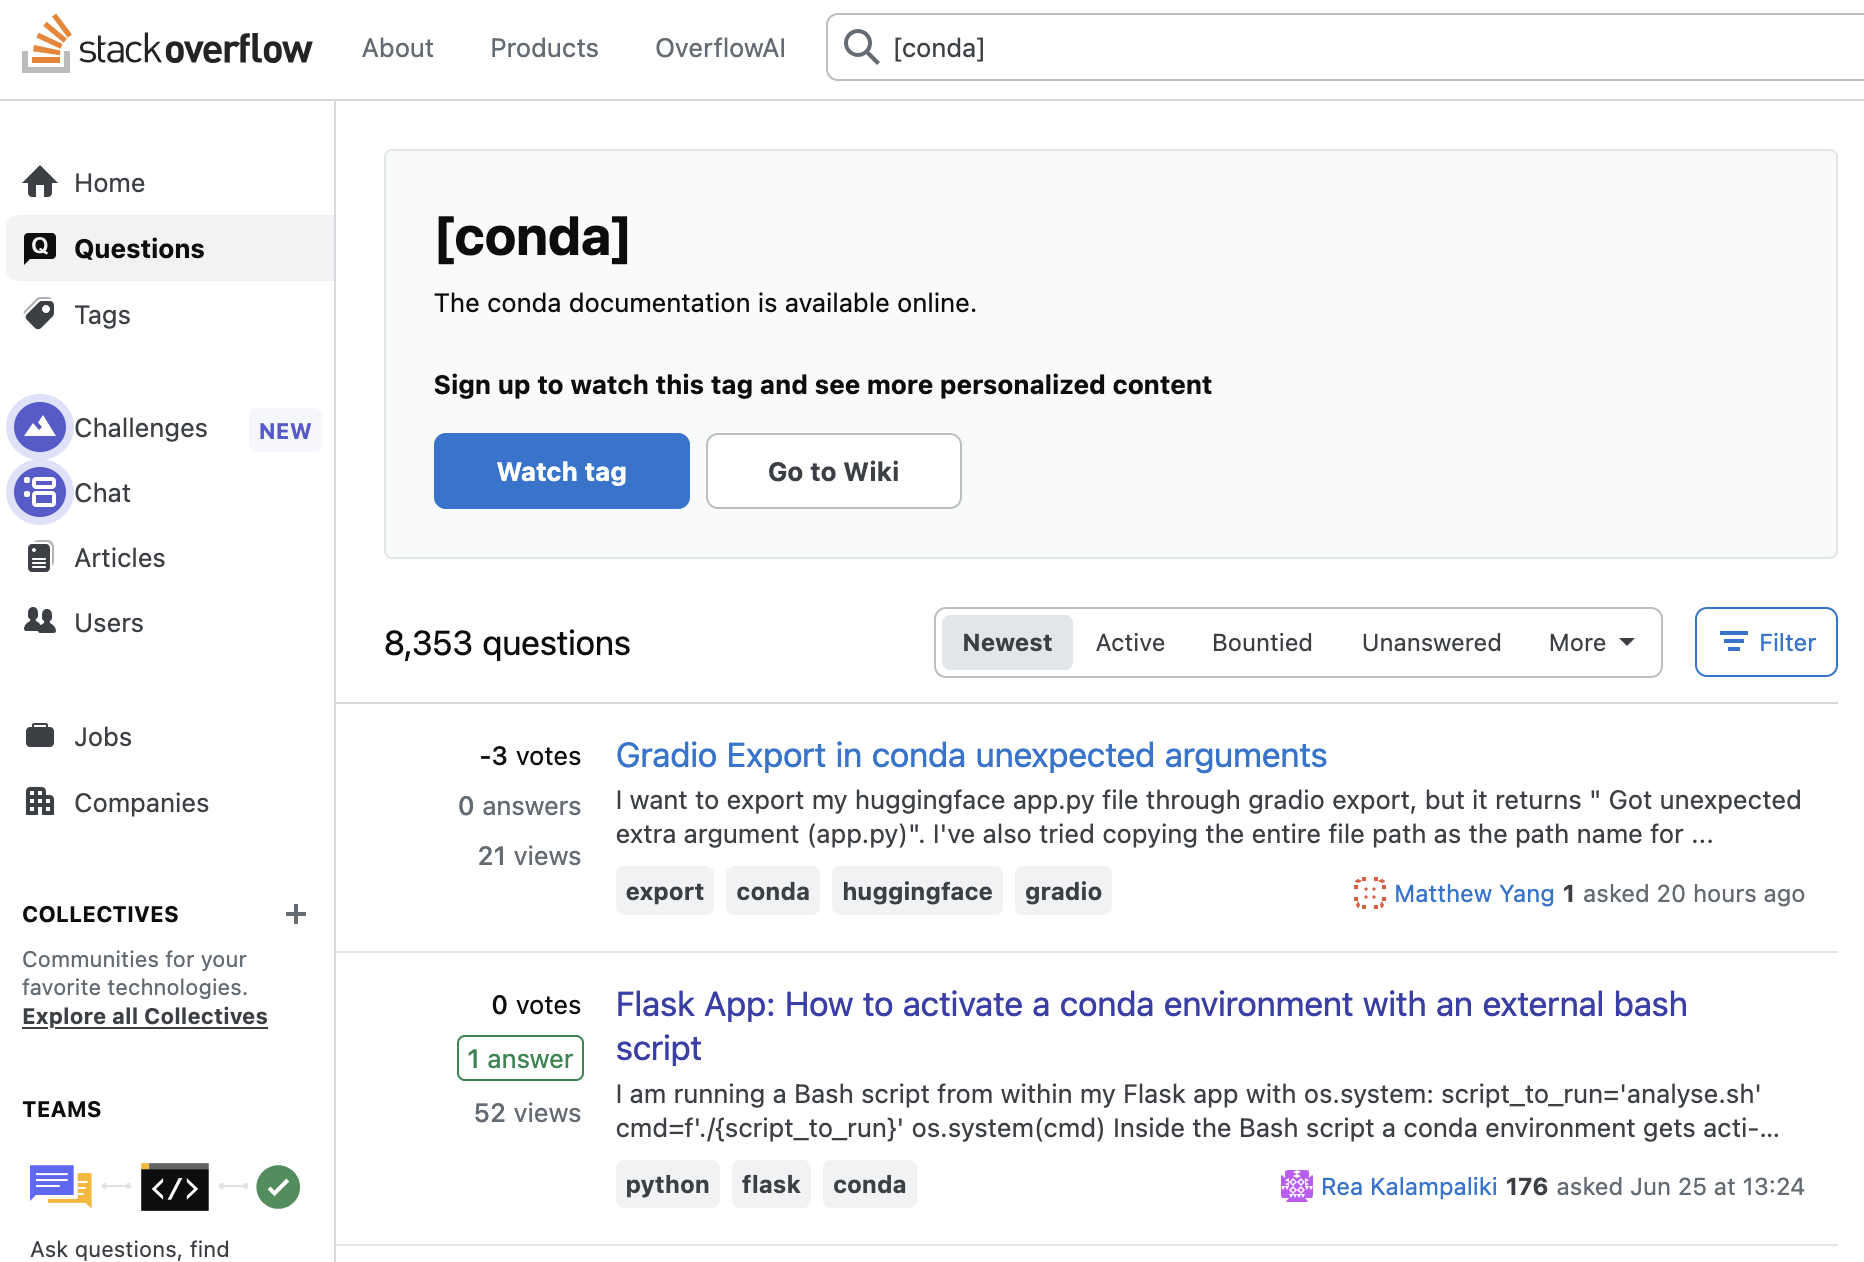 stackoverflow About Products OverflowAI [conda]
Home
Questions
Tags
Challenges NEW
Chat
Articles
Users
Jobs
Companies
COLLECTIVES
Communities for your
favorite technologies.
Explore all Collectives
TEAMS
</>
Ask questions, find
[conda]
The conda documentation is available online.
Sign up to watch this tag and see more personalized content
Watch tag Go to Wiki
8,353 questions Newest Active Bountied Unanswered More Filter
-3 votes
0 answers
21 views
Gradio Export in conda unexpected arguments
I want to export my huggingface app.py file through gradio export, but it returns " Got unexpected
extra argument (app.py)". I've also tried copying the entire file path as the path name for ...
export conda huggingface gradio
Matthew Yang 1 asked 20 hours ago
0 votes
1 answer
52 views
Flask App: How to activate a conda environment with an external bash
script
I am running a Bash script from within my Flask app with os.system: script_to_run='analyse.sh'
cmd=f'./{script_to_run}' os.system(cmd) Inside the Bash script a conda environment gets acti-...
python flask conda
Rea Kalampaliki 176 asked Jun 25 at 13:24